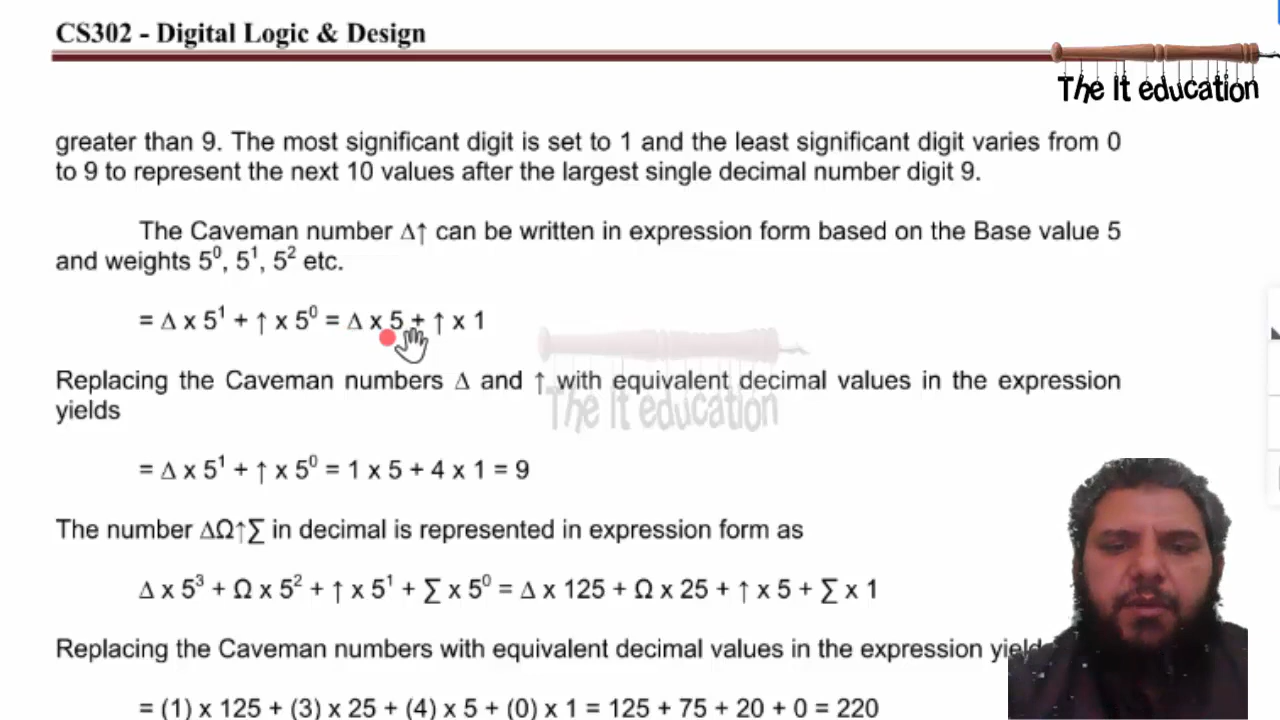 CS302 - Digital Logic & Design
The It education
greater than 9. The most significant digit is set to 1 and the least significant digit varies from 0
to 9 to represent the next 10 values after the largest single decimal number digit 9.
The Caveman number ∆↑ can be written in expression form based on the Base value 5
and weights 5⁰, 5¹, 5² etc.
= ∆ x 5¹ + ↑ x 5⁰ = ∆ x 5 + ↑ x 1
Replacing the Caveman numbers ∆ and ↑ with equivalent decimal values in the expression
yields
The It education
= ∆ x 5¹ + ↑ x 5⁰ = 1 x 5 + 4 x 1 = 9
The number ∆Ω↑∑ in decimal is represented in expression form as
∆ x 5³ + Ω x 5² + ↑ x 5¹ + ∑ x 5⁰ = ∆ x 125 + Ω x 25 + ↑ x 5 + ∑ x 1
Replacing the Caveman numbers with equivalent decimal values in the expression yield
= (1) x 125 + (3) x 25 + (4) x 5 + (0) x 1 = 125 + 75 + 20 + 0 = 220